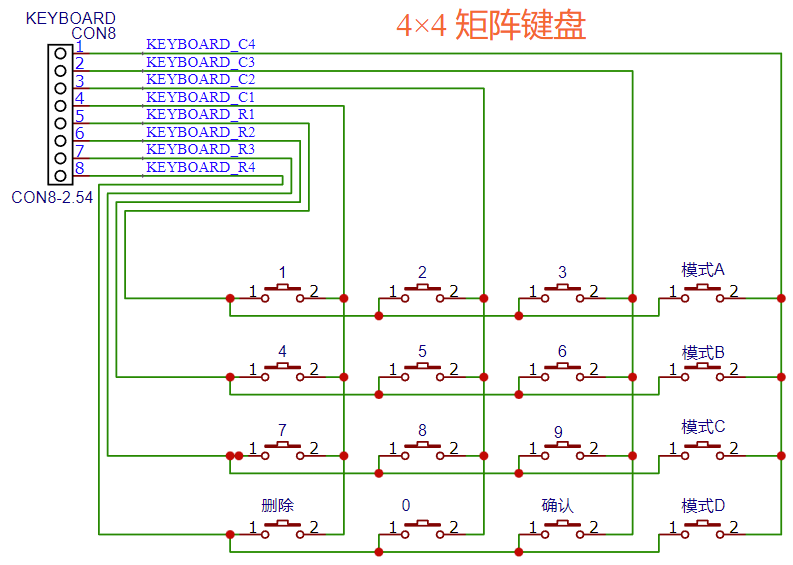 KEYBOARD
CON8
4×4 矩阵键盘
1 KEYBOARD_C4
2 KEYBOARD_C3
3 KEYBOARD_C2
4 KEYBOARD_C1
5 KEYBOARD_R1
6 KEYBOARD_R2
7 KEYBOARD_R3
8 KEYBOARD_R4
CON8-2.54
1 2 3 模式A
1 2 1 2 1 2 1 2
4 5 6 模式B
1 2 1 2 1 2 1 2
7 8 9 模式C
1 2 1 2 1 2 1 2
删除 0 确认 模式D
1 2 1 2 1 2 1 2